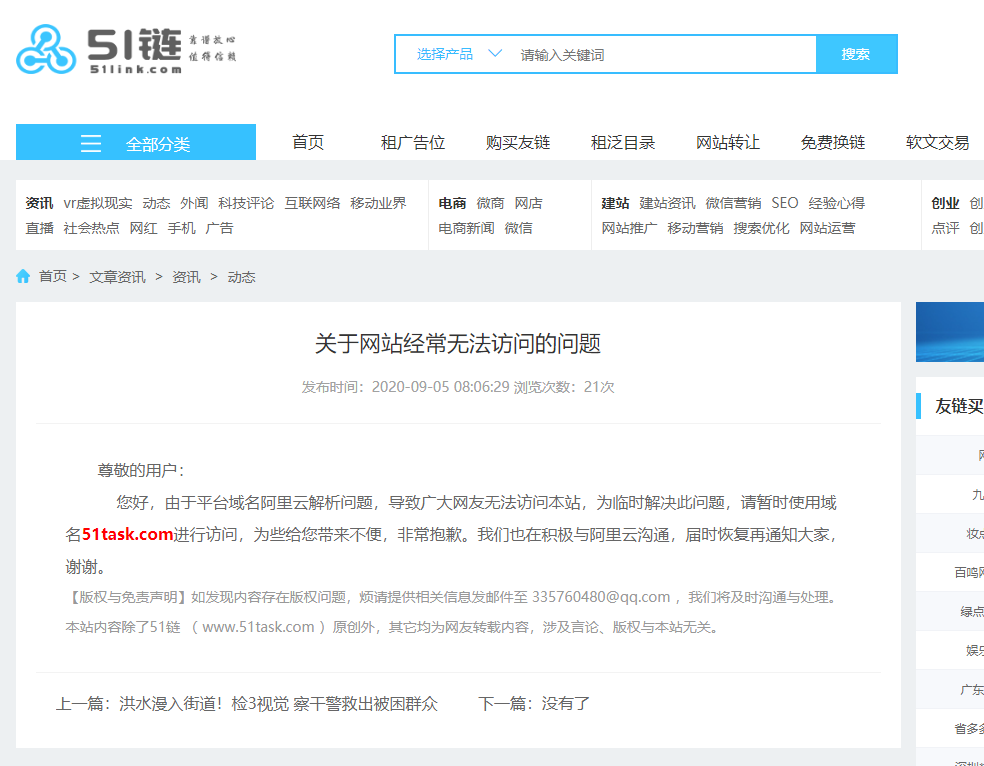 51链 靠谱放心
51link.com 值得信赖
选择产品 请输入关键词 搜索
全部分类 首页 租广告位 购买友链 租泛目录 网站转让 免费换链 软文交易
资讯 vr虚拟现实 动态 外闻 科技评论 互联网络 移动业界
直播 社会热点 网红 手机 广告
电商 微商 网店
电商新闻 微信
建站 建站资讯 微信营销 SEO 经验心得
网站推广 移动营销 搜索优化 网站运营
创业 创
点评 创
首页 > 文章资讯 > 资讯 > 动态
关于网站经常无法访问的问题
发布时间：2020-09-05 08:06:29 浏览次数：21次
尊敬的用户：
您好，由于平台域名阿里云解析问题，导致广大网友无法访问本站，为临时解决此问题，请暂时使用域
名51task.com进行访问，为些给您带来不便，非常抱歉。我们也在积极与阿里云沟通，届时恢复再通知大家，
谢谢。
【版权与免责声明】如发现内容存在版权问题，烦请提供相关信息发邮件至 335760480@qq.com ，我们将及时沟通与处理。
本站内容除了51链 （ www.51task.com ）原创外，其它均为网友转载内容，涉及言论、版权与本站无关。
上一篇：洪水漫入街道！检3视觉 察干警救出被困群众 下一篇：没有了
友链买
九
妆点
百鸣网
绿点
娱乐
广东
省多多